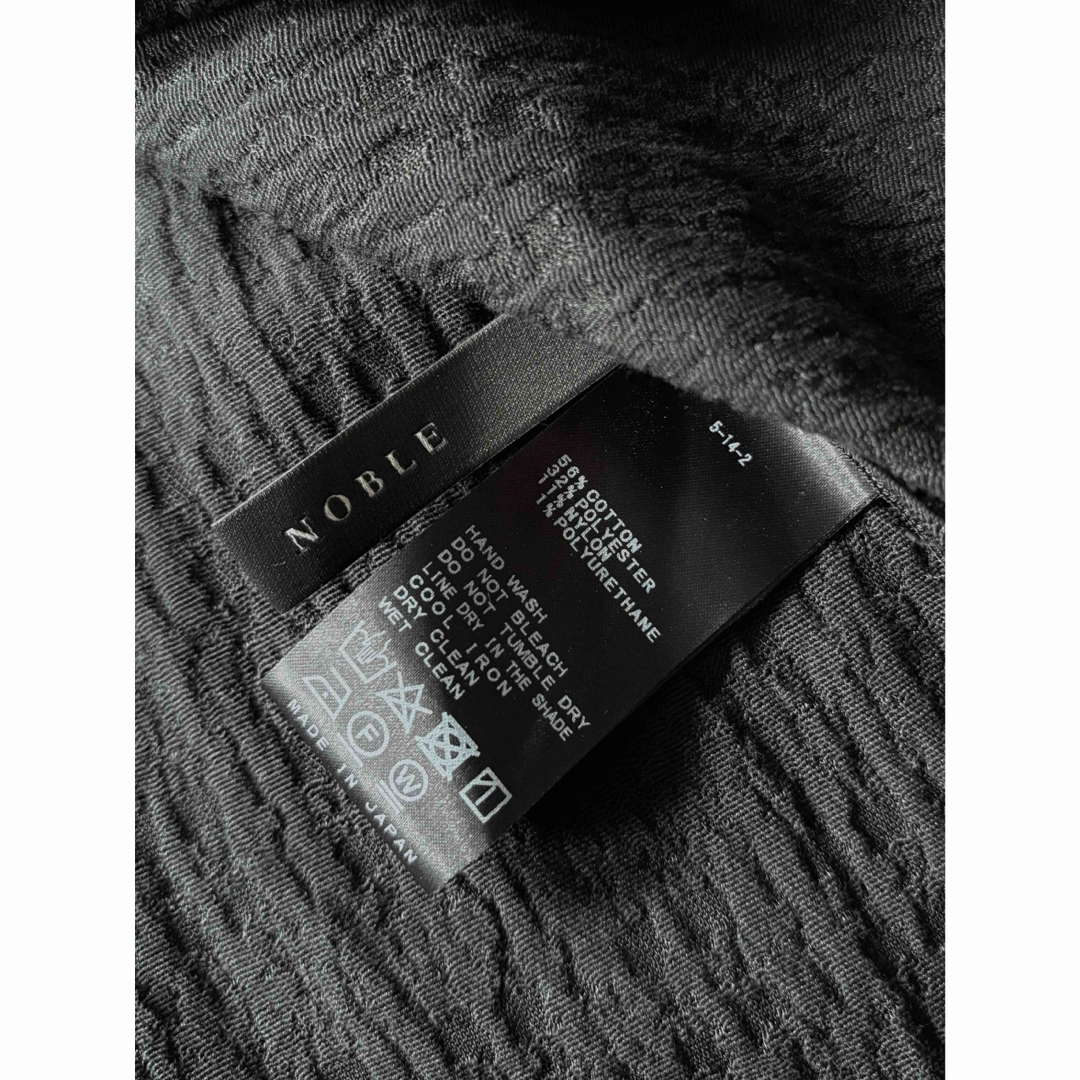 NOBLE
5-14-2
56% COTTON
32% POLYESTER
11% NYLON
1% POLYURETHANE
HAND WASH
DO NOT BLEACH
DO NOT TUMBLE DRY
LINE DRY IN THE SHADE
COOL IRON
DRY CLEAN
WET CLEAN
F
W
MADE IN JAPAN